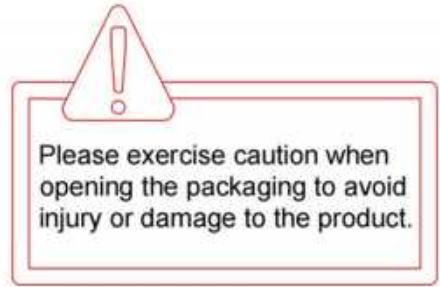 Please exercise caution when
opening the packaging to avoid
injury or damage to the product.